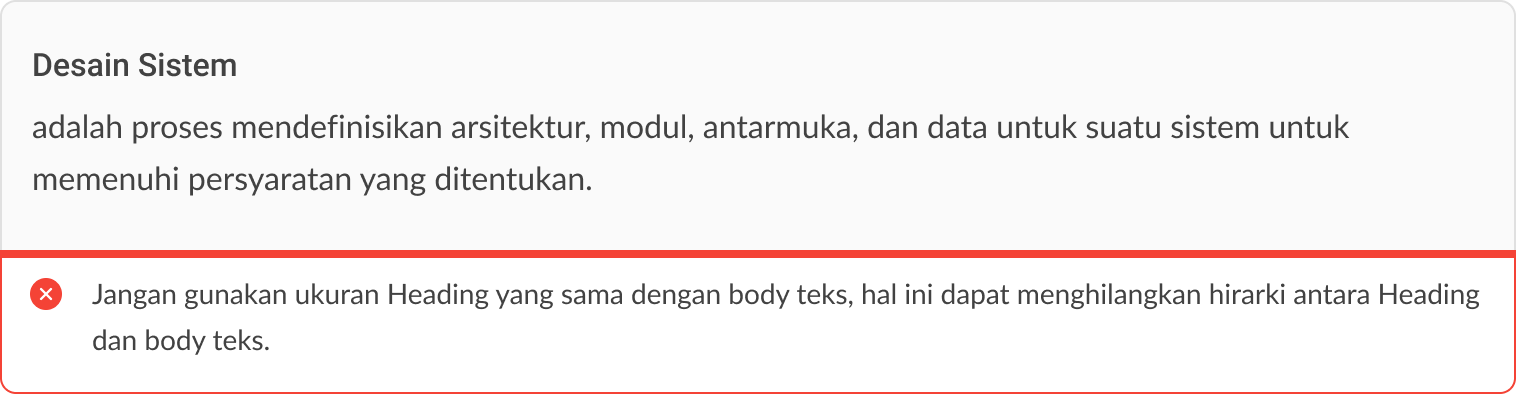 Desain Sistem
adalah proses mendefinisikan arsitektur, modul, antarmuka, dan data untuk suatu sistem untuk
memenuhi persyaratan yang ditentukan.
Jangan gunakan ukuran Heading yang sama dengan body teks, hal ini dapat menghilangkan hirarki antara Heading
dan body teks.